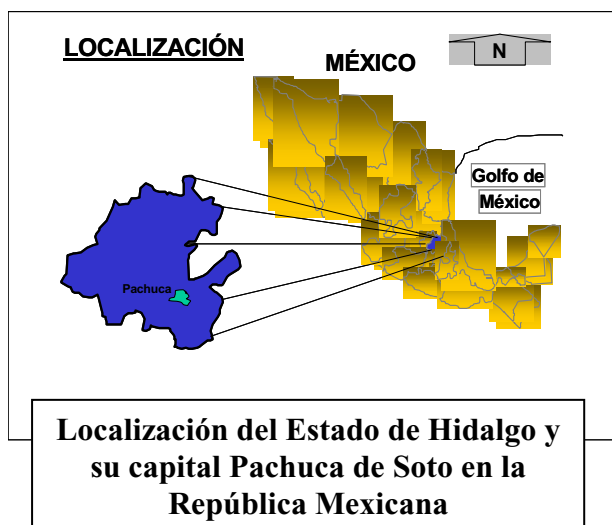 LOCALIZACIÓN
MÉXICO
N
Golfo de
México
Pachuca
Localización del Estado de Hidalgo y
su capital Pachuca de Soto en la
República Mexicana